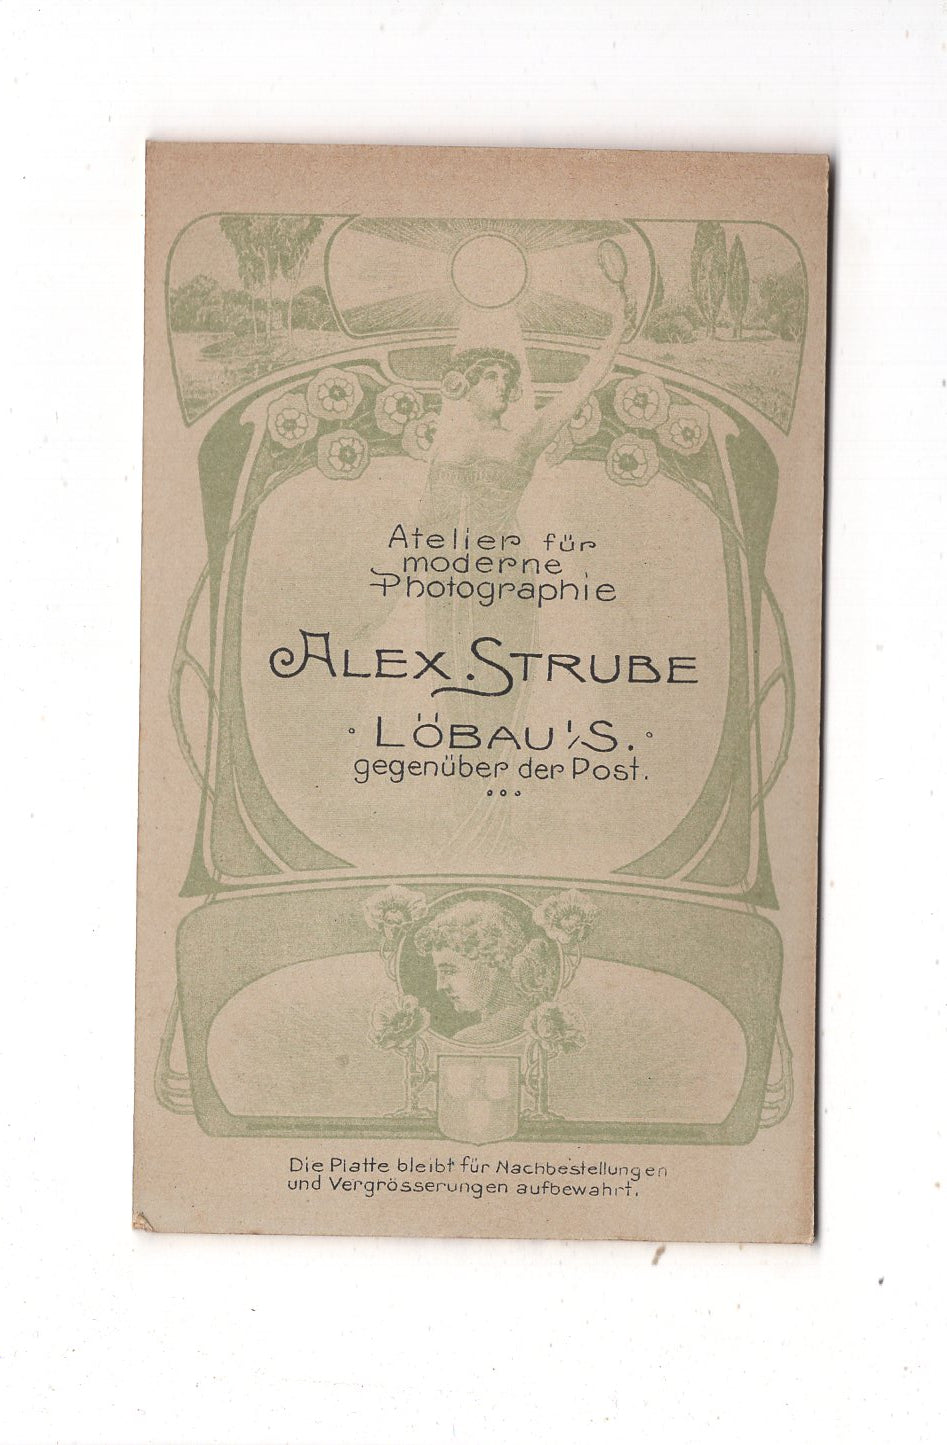 Atelier für
moderne
Photographie
ALEX. STRUBE
LÖBAU i/S.
gegenüber der Post.
Die Platte bleibt für Nachbestellungen
und Vergrösserungen aufbewahrt.